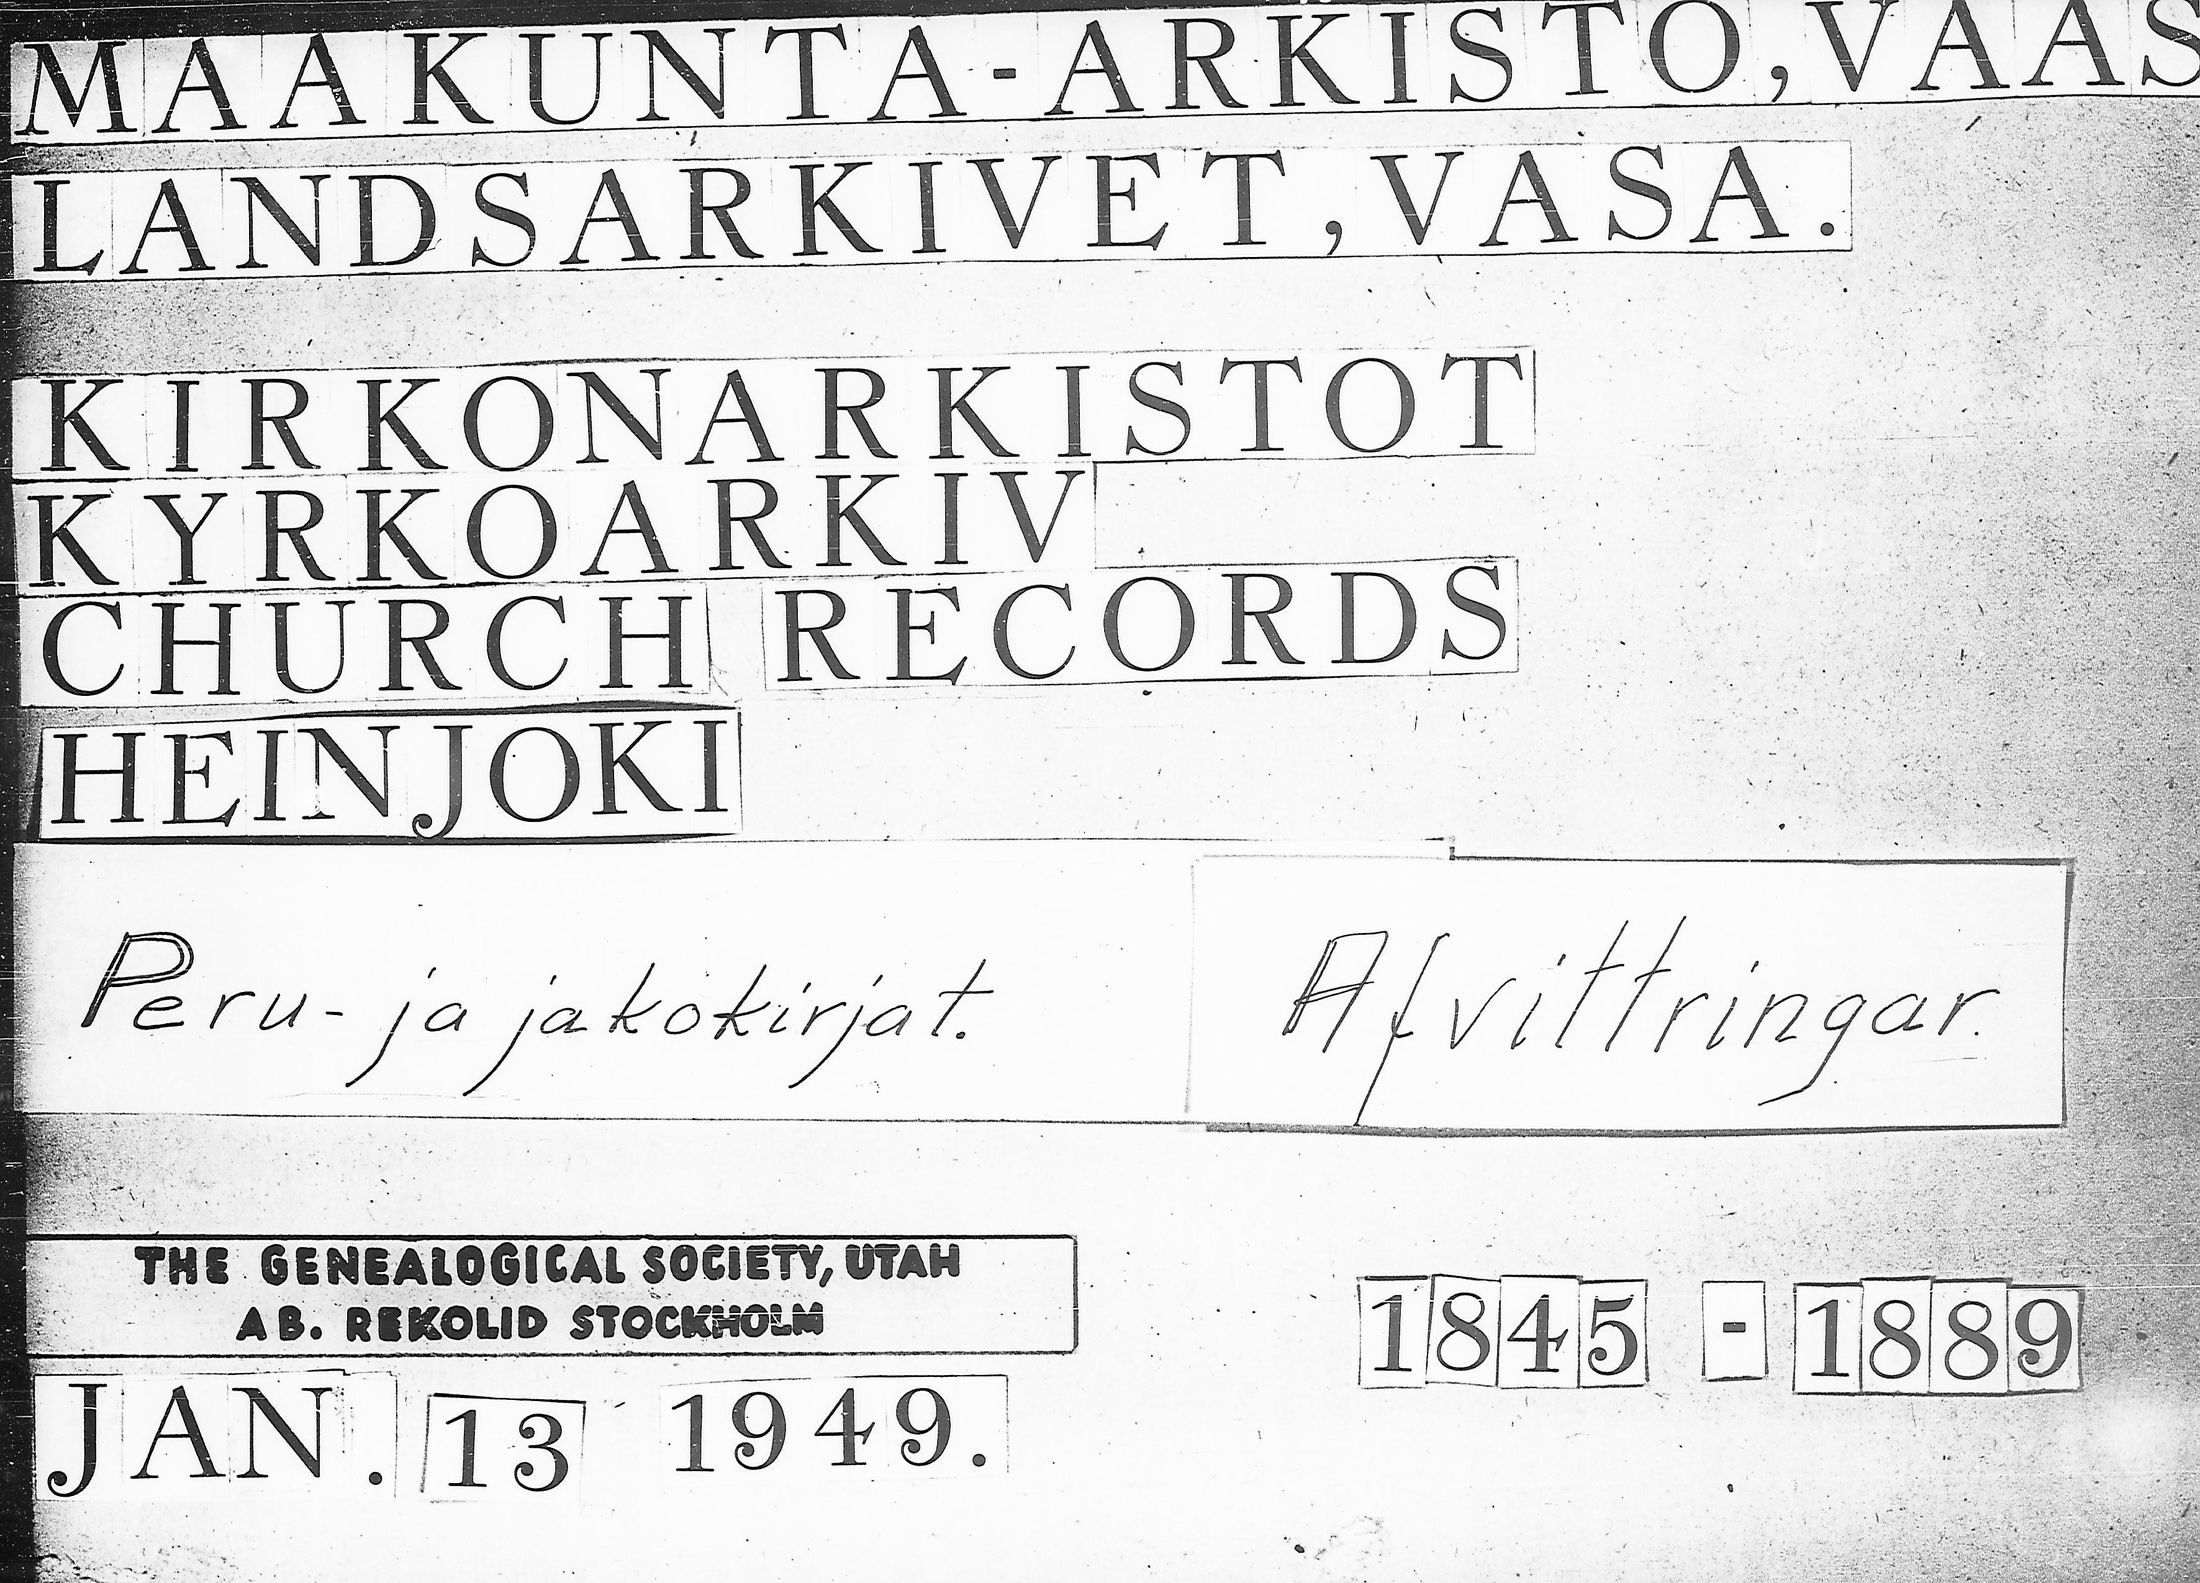 MAAKUNTA-ARKISTO, VAAS
LANDSARKIVET, VASA.
KIRKONARKISTOT
KYRKOARKIV
CHURCH RECORDS
HEINJOKI
Peru- ja jakokirjat. Afvittringar.
THE GENEALOGICAL SOCIETY, UTAH
AB. REKOLID STOCKHOLM
1845 - 1889
JAN. 13 1949.